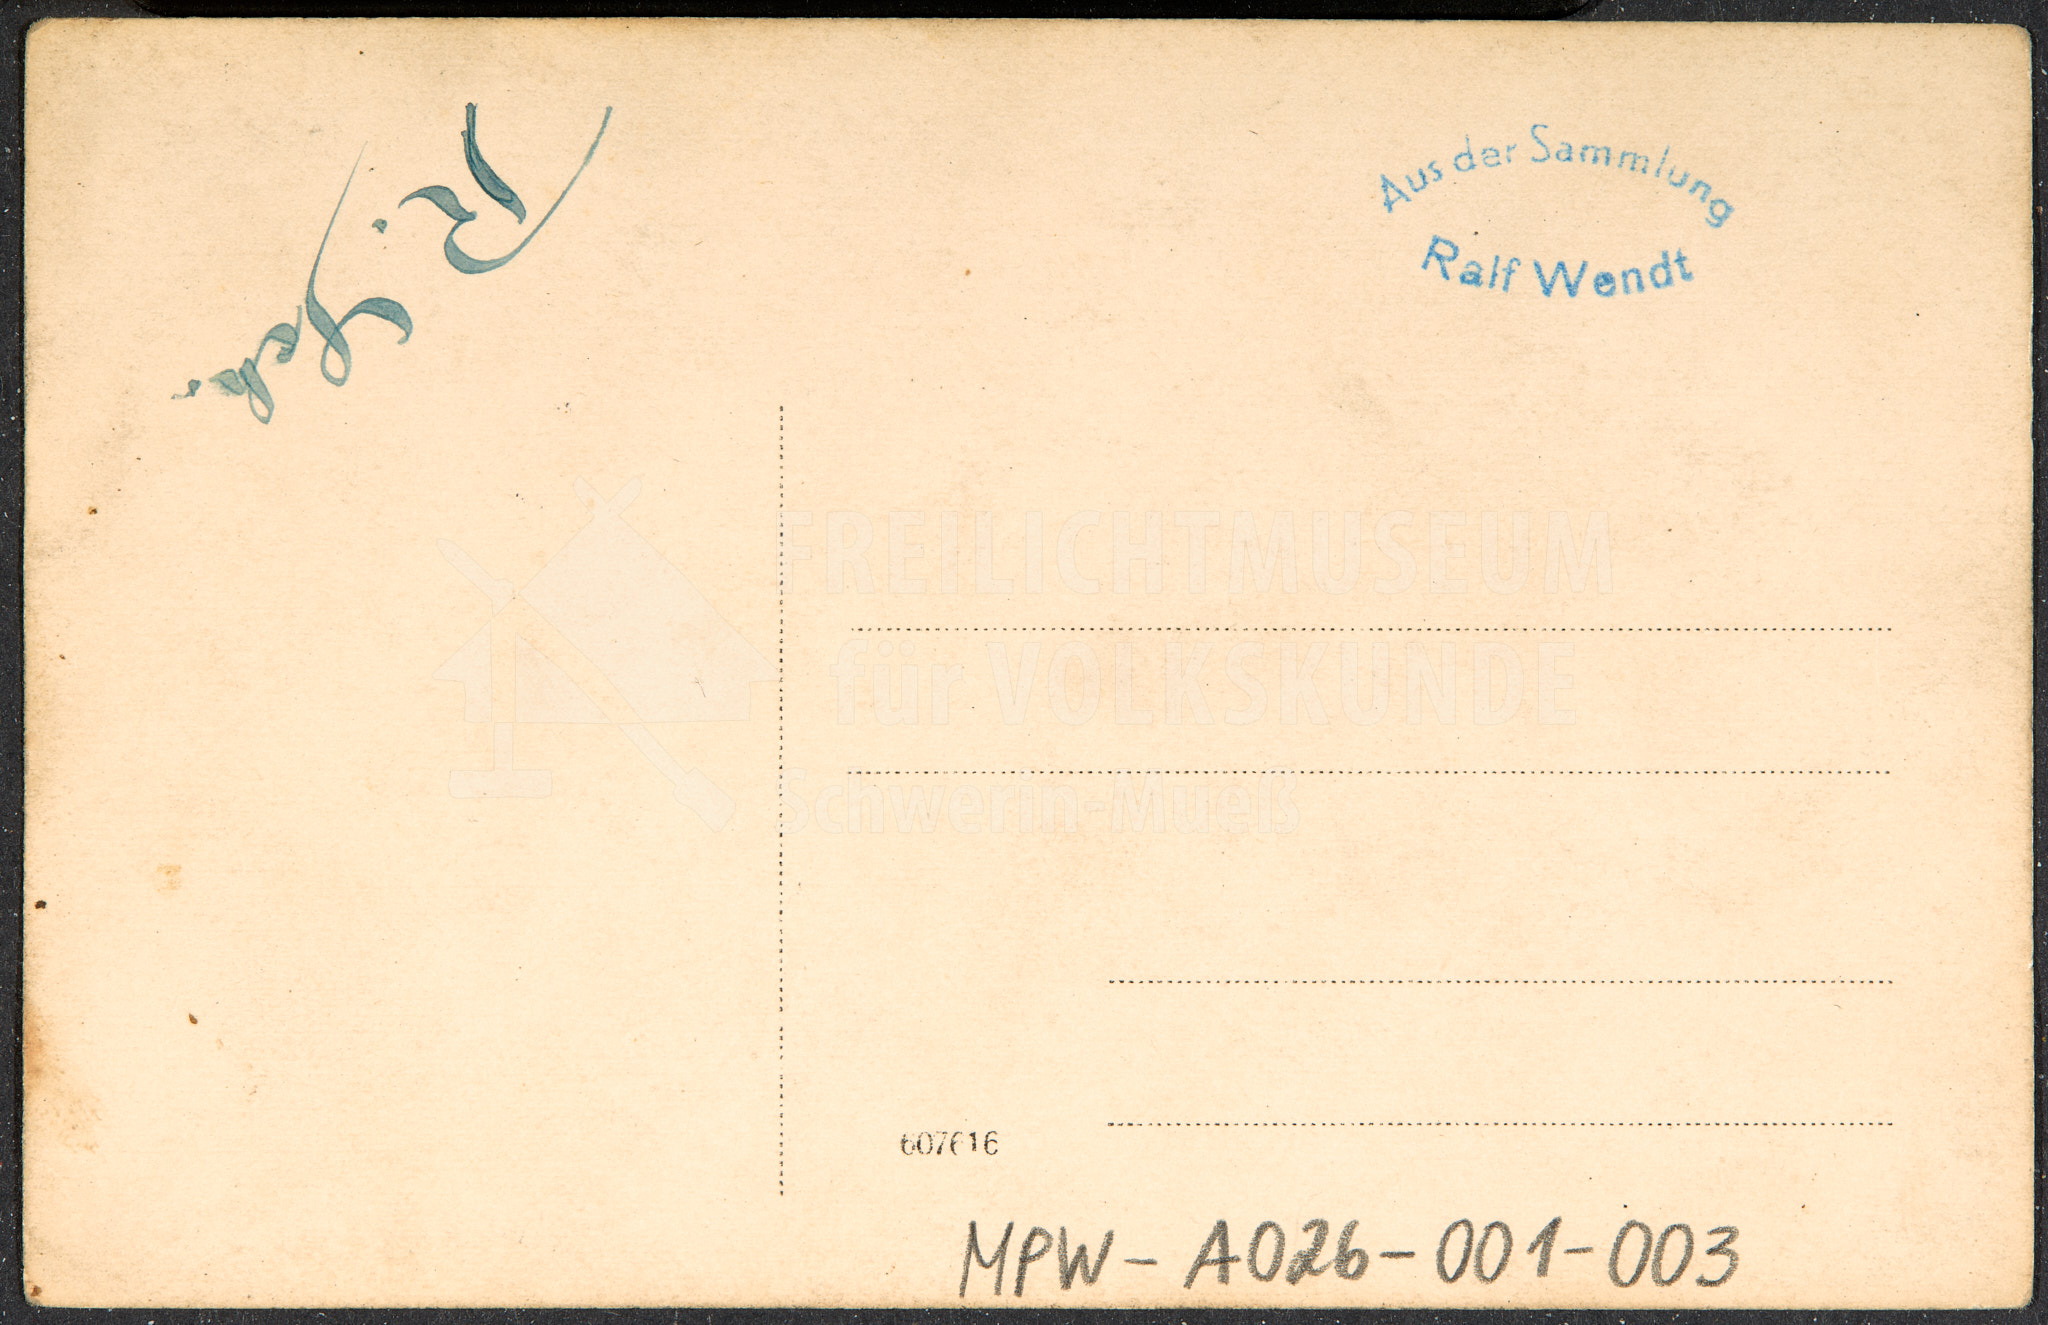 Aus der Sammlung
Ralf Wendt
FREILICHTMUSEUM
für VOLKSKUNDE
Schwerin-Mueß
607616
MPW-A026-001-003